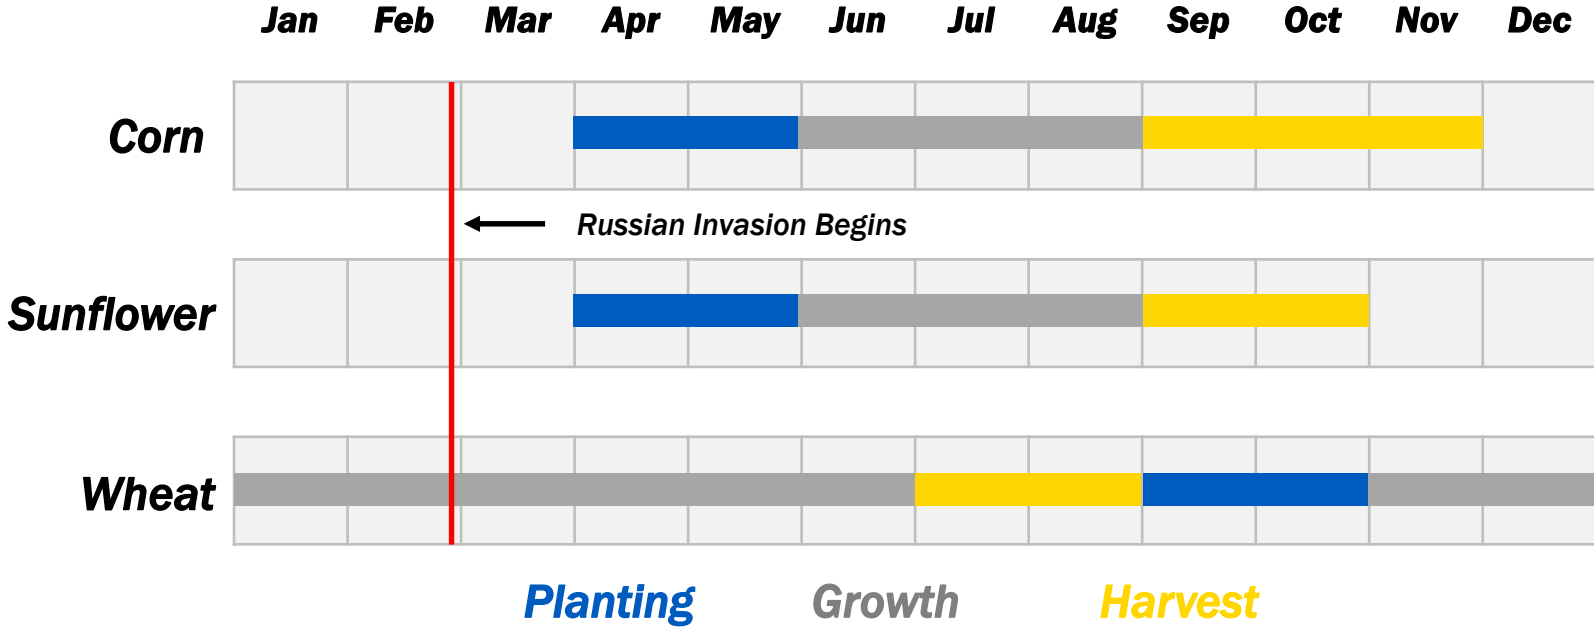 Jan Feb Mar Apr May Jun Jul Aug Sep Oct Nov Dec
Corn
Russian Invasion Begins
Sunflower
Wheat
Planting Growth Harvest